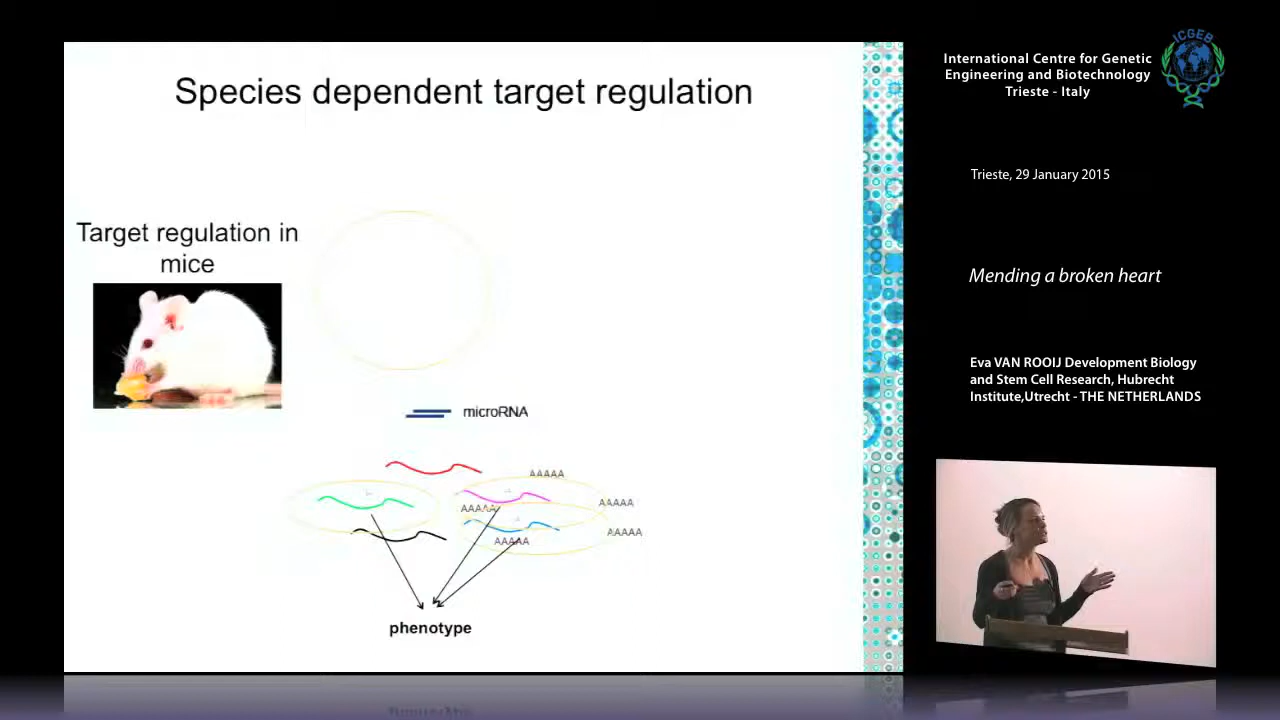 Species dependent target regulation
Target regulation in
mice
microRNA
AAAAA
AAAAA
AAAAA
AAAAA
AAAAA
phenotype
International Centre for Genetic
Engineering and Biotechnology
Trieste - Italy
ICGEB
Trieste, 29 January 2015
Mending a broken heart
Eva VAN ROOIJ Development Biology
and Stem Cell Research, Hubrecht
Institute,Utrecht - THE NETHERLANDS